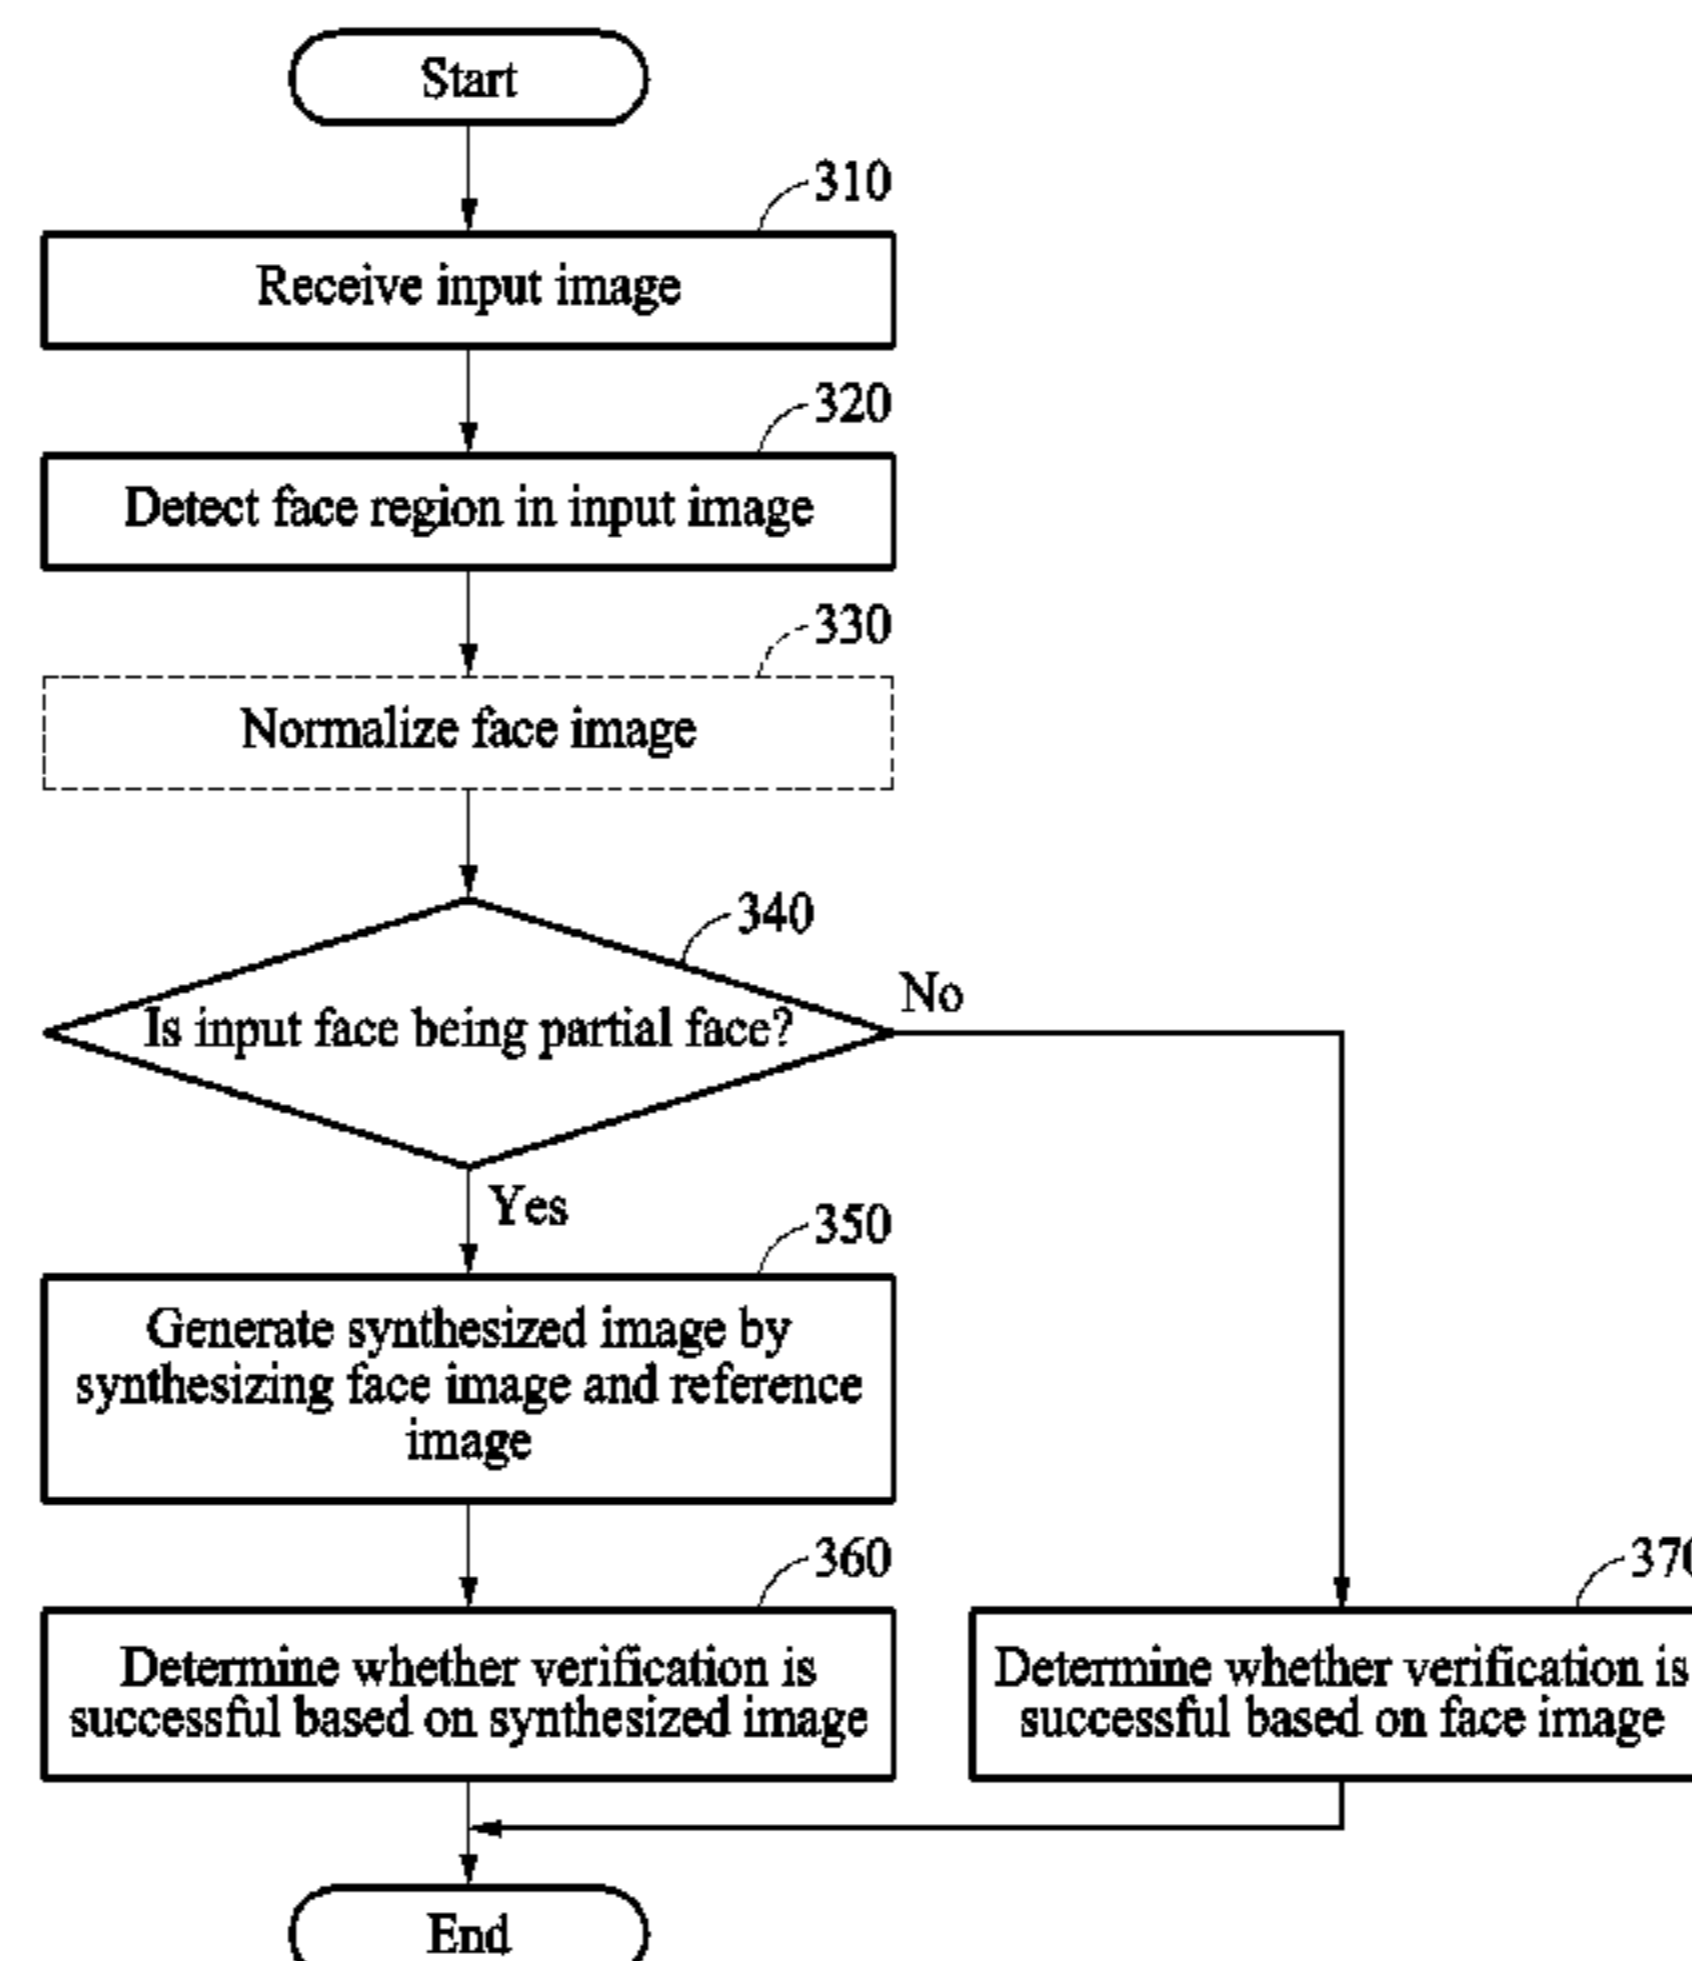 Start
310
Receive input image
320
Detect face region in input image
330
Normalize face image
340
Is input face being partial face?
No
Yes
350
Generate synthesized image by
synthesizing face image and reference
image
360
Determine whether verification is
successful based on synthesized image
370
Determine whether verification is
successful based on face image
End